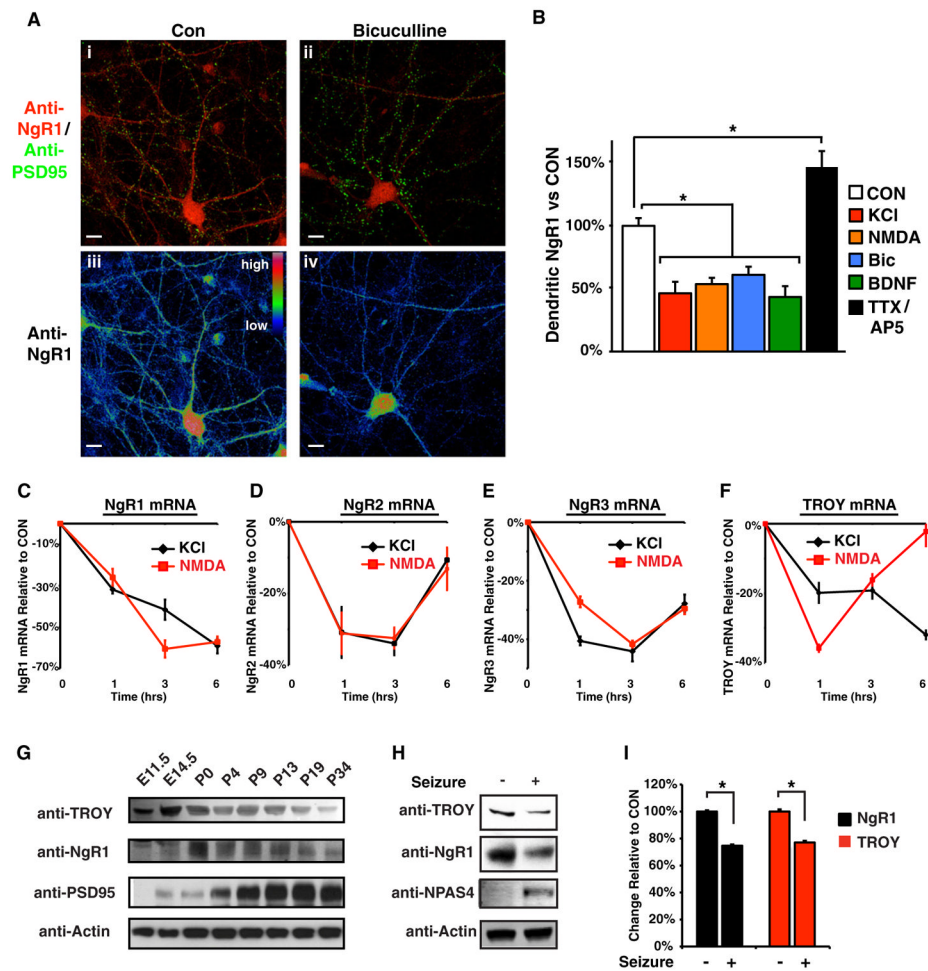 A
Con
Bicuculline
i
ii
Anti-
NgR1/
Anti-
PSD95
iii
high
low
iv
Anti-
NgR1
B
Dendritic NgR1 vs CON
150%
100%
50%
0%
*
*
CON
KCl
NMDA
Bic
BDNF
TTX/
AP5
C
NgR1 mRNA
NgR1 mRNA Relative to CON
-10%
-30%
-50%
-70%
KCl
NMDA
0 1 3 6
Time (hrs)
D
NgR2 mRNA
NgR2 mRNA Relative to CON
0%
-20%
-40%
KCl
NMDA
0 1 3 6
Time (hrs)
E
NgR3 mRNA
NgR3 mRNA Relative to CON
0%
-20%
-40%
KCl
NMDA
0 1 3 6
Time (hrs)
F
TROY mRNA
TROY mRNA Relative to CON
0%
-20%
-40%
KCl
NMDA
0 1 3 6
Time (hrs)
G
E11.5 E14.5 P0 P4 P9 P13 P19 P34
anti-TROY
anti-NgR1
anti-PSD95
anti-Actin
H
Seizure - +
anti-TROY
anti-NgR1
anti-NPAS4
anti-Actin
I
Change Relative to CON
120%
100%
80%
60%
40%
20%
0%
*
*
NgR1
TROY
Seizure - + - +